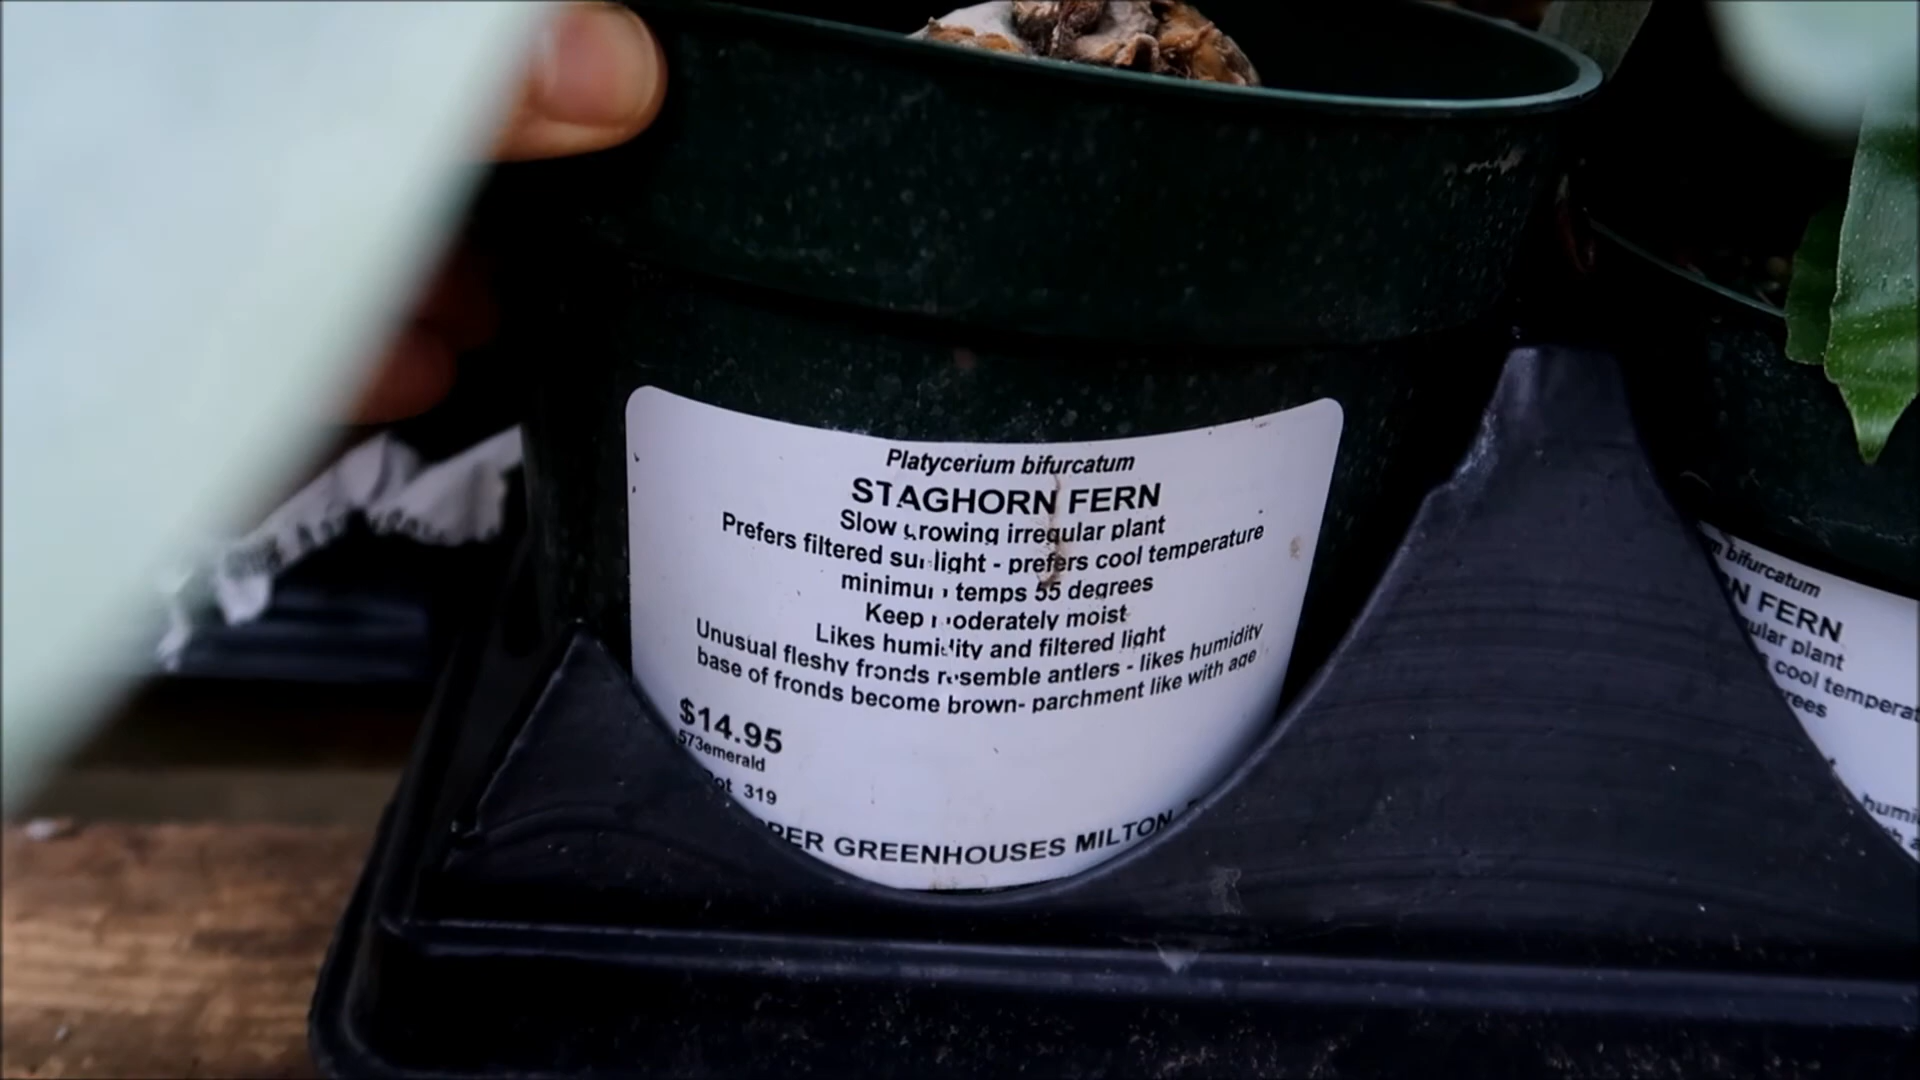 Platycerium bifurcatum
STAGHORN FERN
Slow growing irregular plant
Prefers filtered sunlight - prefers cool temperature
minimum temps 55 degrees
Keep moderately moist
Likes humidity and filtered light
Unusual fleshy fronds resemble antlers - likes humidity
base of fronds become brown- parchment like with age
$14.95
573emerald
319
GREENHOUSES MILTON
bifurcatum
FERN
plant
cool